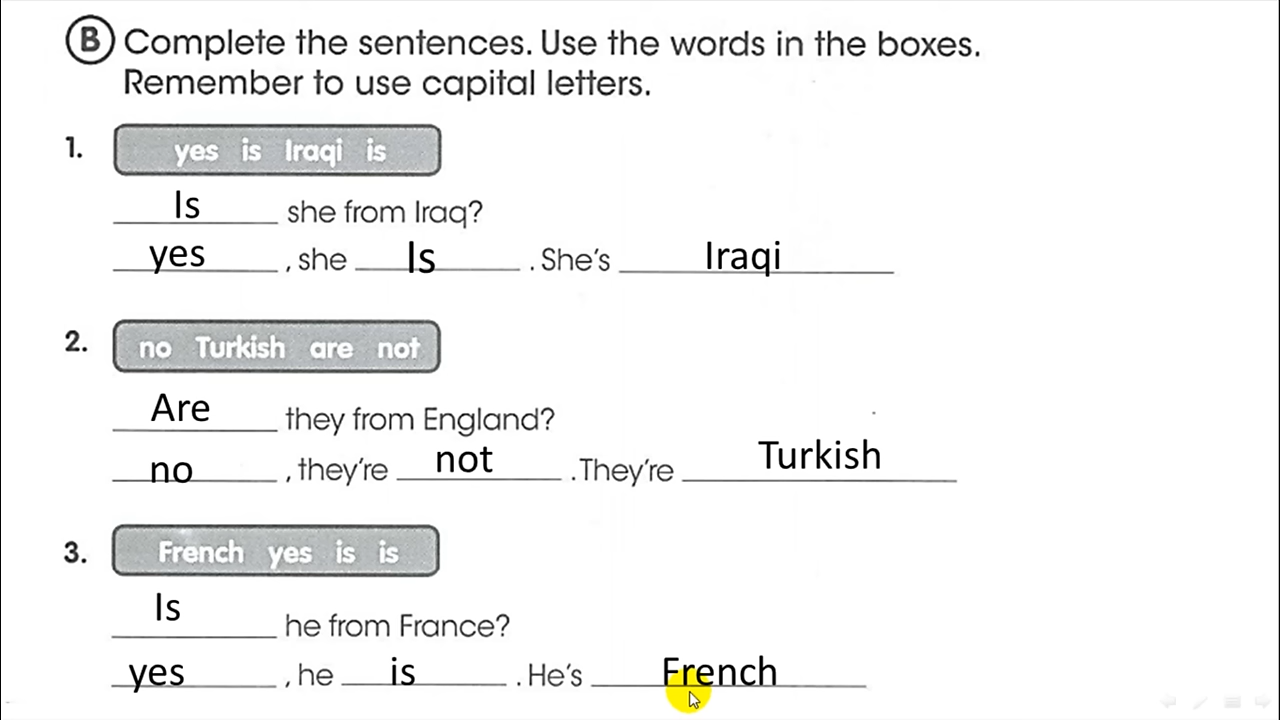 B Complete the sentences. Use the words in the boxes.
Remember to use capital letters.
1. yes is Iraqi is
Is she from Iraq?
yes , she Is . She's Iraqi
2. no Turkish are not
Are they from England?
no , they're not . They're Turkish
3. French yes is is
Is he from France?
yes , he is . He's French